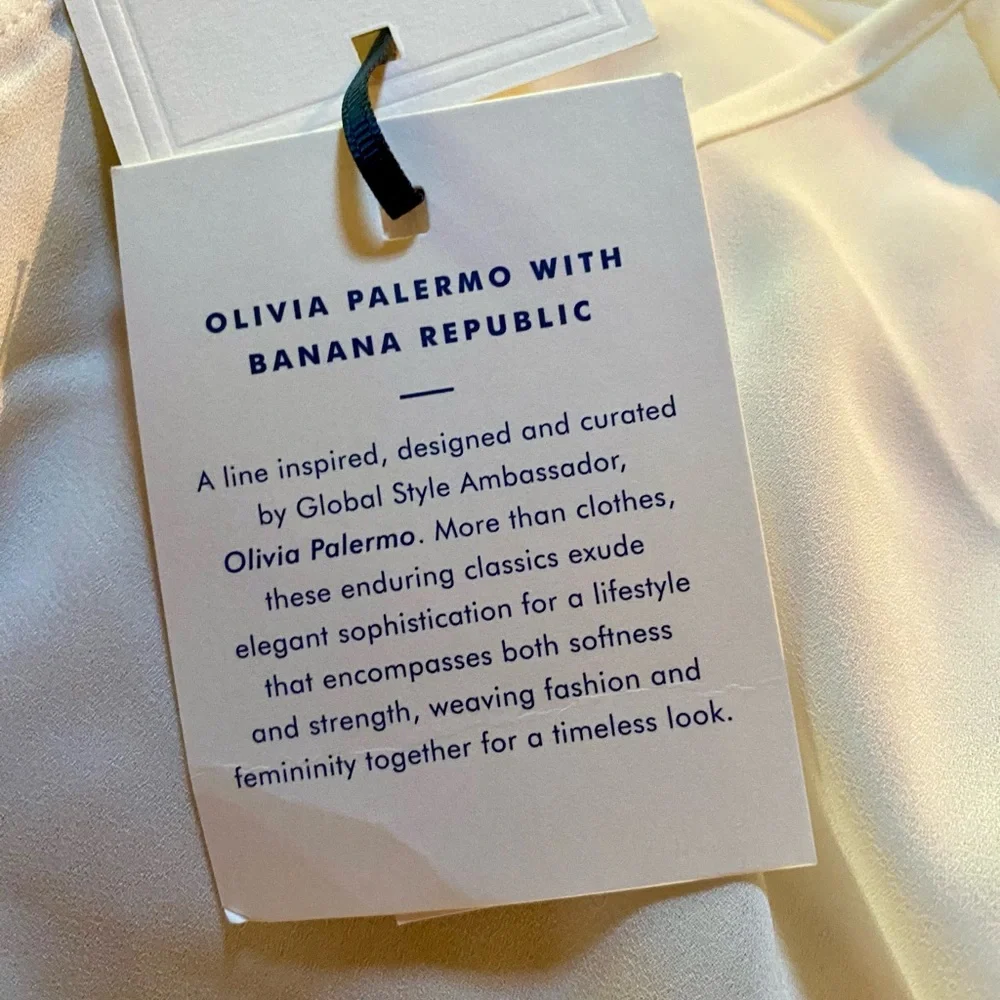 OLIVIA PALERMO WITH
BANANA REPUBLIC
A line inspired, designed and curated
by Global Style Ambassador,
Olivia Palermo. More than clothes,
these enduring classics exude
elegant sophistication for a lifestyle
that encompasses both softness
and strength, weaving fashion and
femininity together for a timeless look.